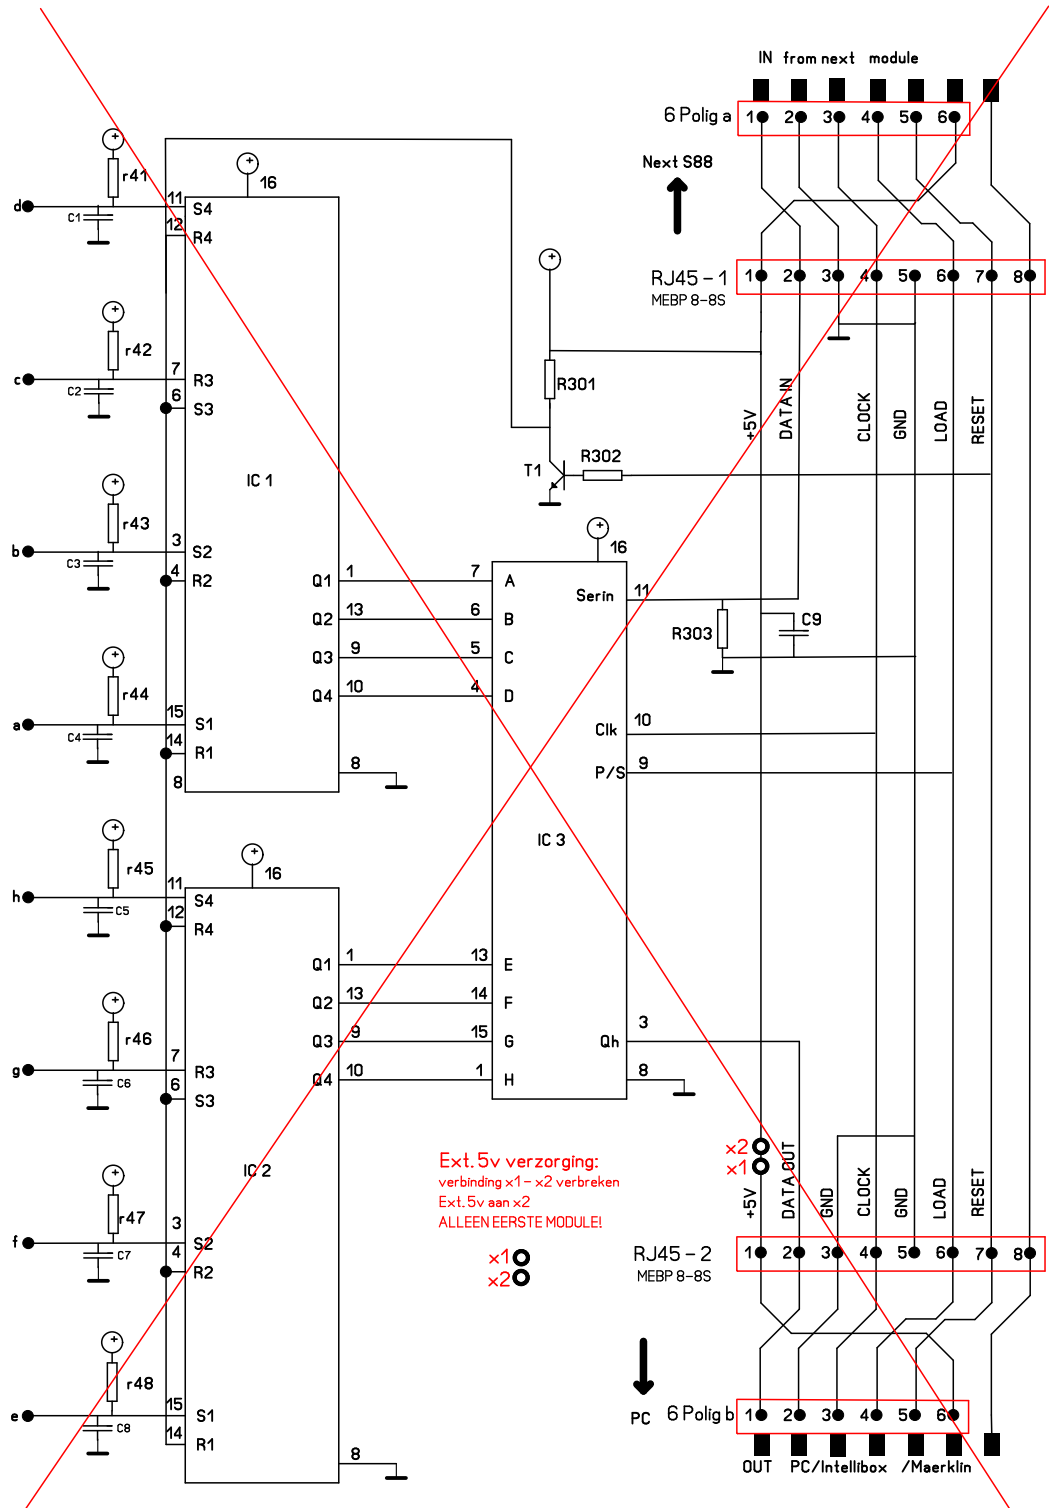 IN from next module
6 Polig a
1 2 3 4 5 6
Next S88
RJ45-1
MEBP 8-8S
1 2 3 4 5 6 7 8
+ r41
d C1 11 S4
12 R4
+ 16
+ r42
c C2 7 R3
6 S3
+ R301
+5V DATA IN CLOCK GND LOAD RESET
T1 R302
IC 1
+ r43
b C3 3 S2
4 R2
+ 16
Q1 1 7 A
Q2 13 6 B
Q3 9 5 C
Q4 10 4 D
Serin 11
R303 C9
+ r44
a C4 15 S1
14 R1
8 8
Clk 10
P/S 9
IC 3
+ r45
h C5 11 S4
12 R4
+ 16
Q1 1 13 E
Q2 13 14 F
Q3 9 15 G
Q4 10 1 H
Qh 3
8
+ r46
g C6 7 R3
6 S3
IC 2
+ r47
f C7 3 S2
4 R2
Ext. 5v verzorging:
verbinding x1- x2 verbreken
Ext. 5v aan x2
ALLEEN EERSTE MODULE!
x1
x2
x2
x1
+5V DATA OUT GND CLOCK GND LOAD RESET
RJ45-2
MEBP 8-8S
1 2 3 4 5 6 7 8
+ r48
e C8 15 S1
14 R1
8
PC
6 Polig b
1 2 3 4 5 6
OUT PC/Intellibox /Maerklin